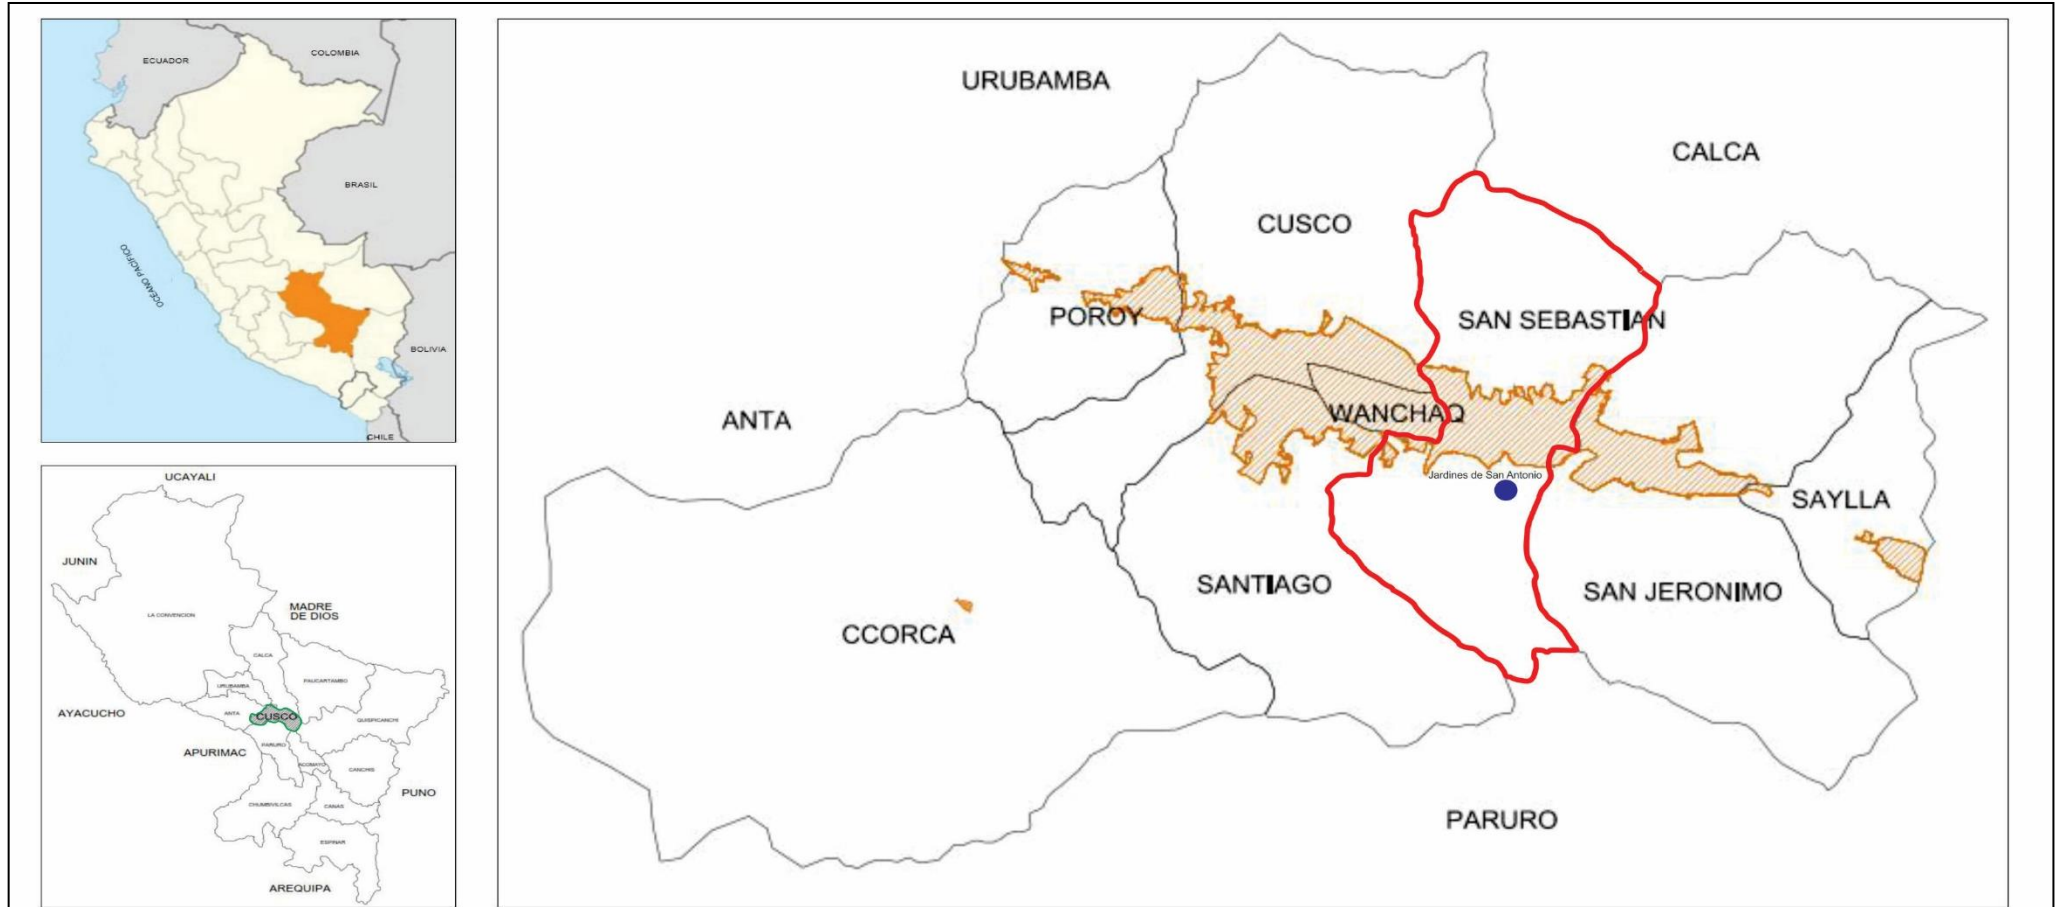 ECUADOR
COLOMBIA
BRASIL
OCÉANO PACÍFICO
BOLIVIA
CHILE
UCAYALI
JUNIN
LA CONVENCION
MADRE
DE DIOS
CALCA
PAUCARTAMBO
URUBAMBA
AYACUCHO
ANTA
CUSCO
QUISPICANCHI
APURIMAC
PARURO
ACOMAYO
CANCHIS
PUNO
CHUMBIVILCAS
CANAS
ESPINAR
AREQUIPA
URUBAMBA
CALCA
CUSCO
POROY
SAN SEBASTIAN
ANTA
WANCHAQ
Jardines de San Antonio
SAYLLA
SANTIAGO
SAN JERONIMO
CCORCA
PARURO